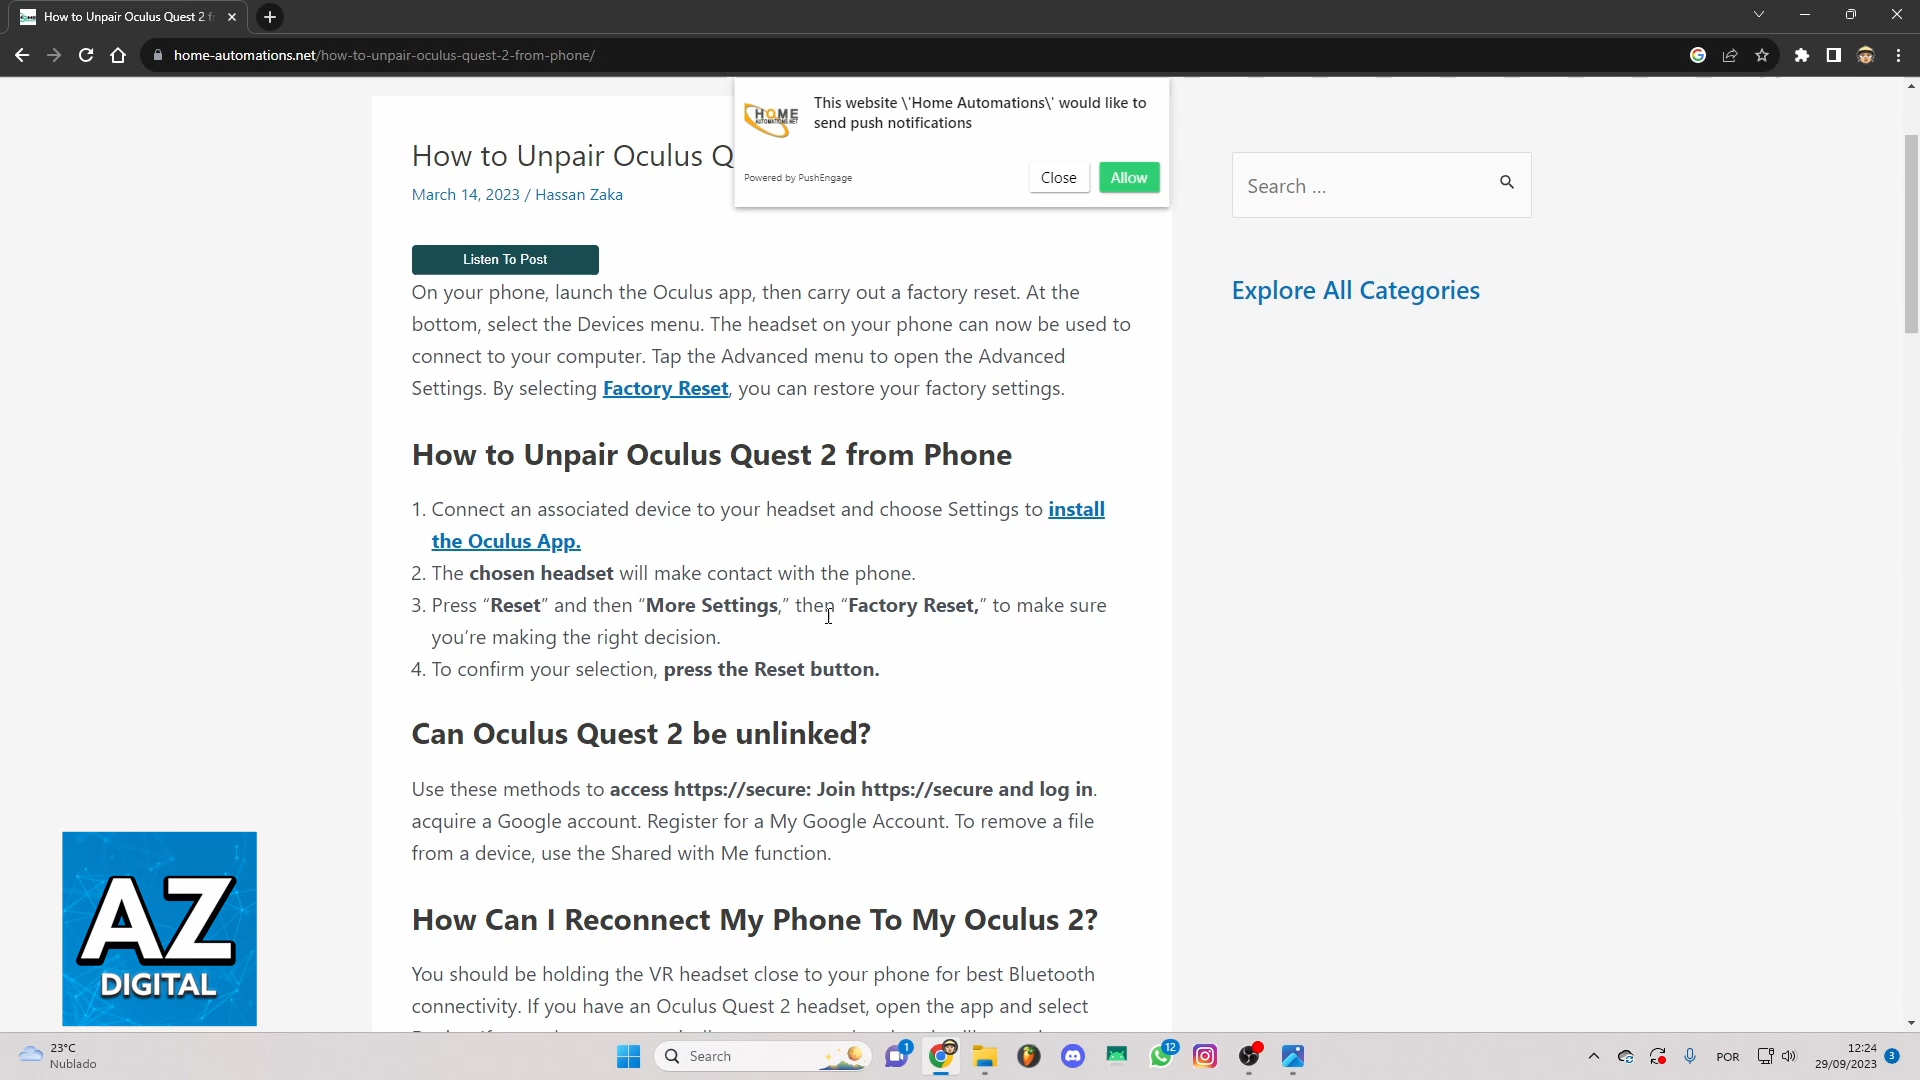 How to Unpair Oculus Quest 2 f
home-automations.net/how-to-unpair-oculus-quest-2-from-phone/
HOME
AUTOMATIONS.NET
This website \'Home Automations\' would like to
send push notifications
Powered by PushEngage
Close
Allow
How to Unpair Oculus Q
March 14, 2023 / Hassan Zaka
Search ...
Explore All Categories
Listen To Post
On your phone, launch the Oculus app, then carry out a factory reset. At the
bottom, select the Devices menu. The headset on your phone can now be used to
connect to your computer. Tap the Advanced menu to open the Advanced
Settings. By selecting Factory Reset, you can restore your factory settings.
How to Unpair Oculus Quest 2 from Phone
1. Connect an associated device to your headset and choose Settings to install
the Oculus App.
2. The chosen headset will make contact with the phone.
3. Press “Reset” and then “More Settings,” then “Factory Reset,” to make sure
you’re making the right decision.
4. To confirm your selection, press the Reset button.
Can Oculus Quest 2 be unlinked?
Use these methods to access https://secure: Join https://secure and log in.
acquire a Google account. Register for a My Google Account. To remove a file
from a device, use the Shared with Me function.
How Can I Reconnect My Phone To My Oculus 2?
You should be holding the VR headset close to your phone for best Bluetooth
connectivity. If you have an Oculus Quest 2 headset, open the app and select
AZ
DIGITAL
23°C
Nublado
Search
1
12
POR
12:24
29/09/2023
3